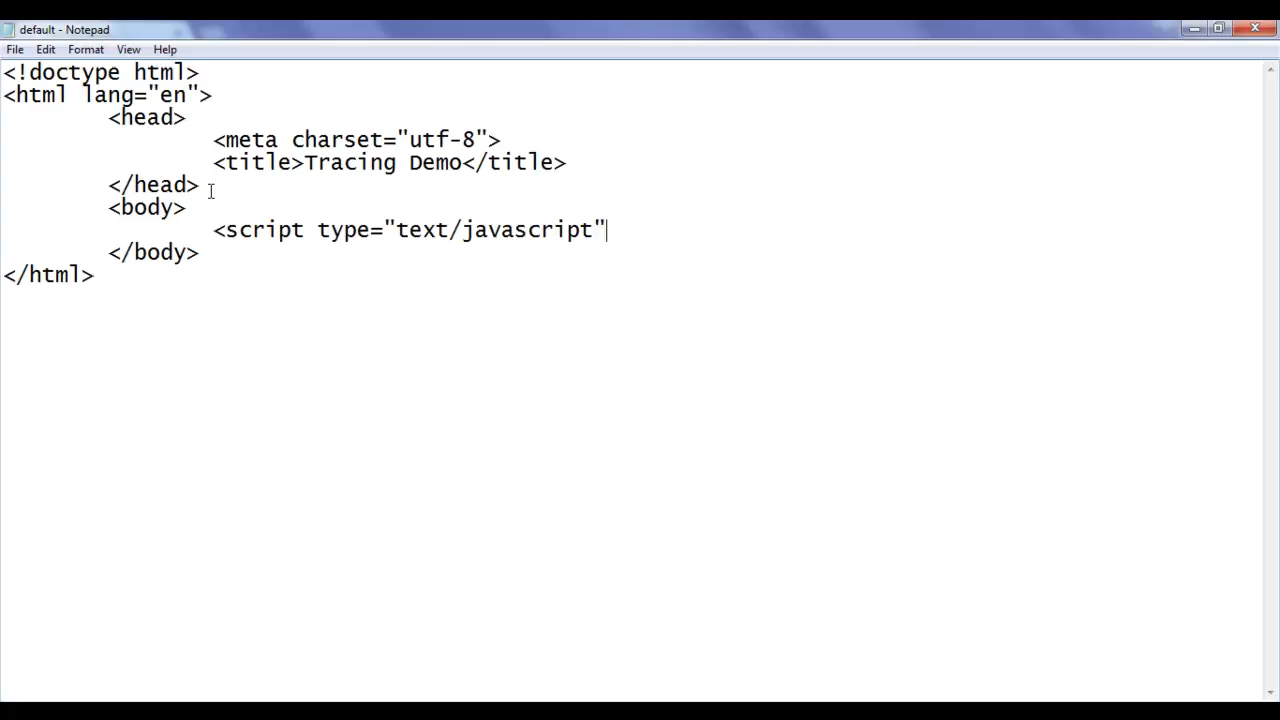 default - Notepad
File Edit Format View Help
<!doctype html>
<html lang="en">
<head>
<meta charset="utf-8">
<title>Tracing Demo</title>
</head>
<body>
<script type="text/javascript"
</body>
</html>